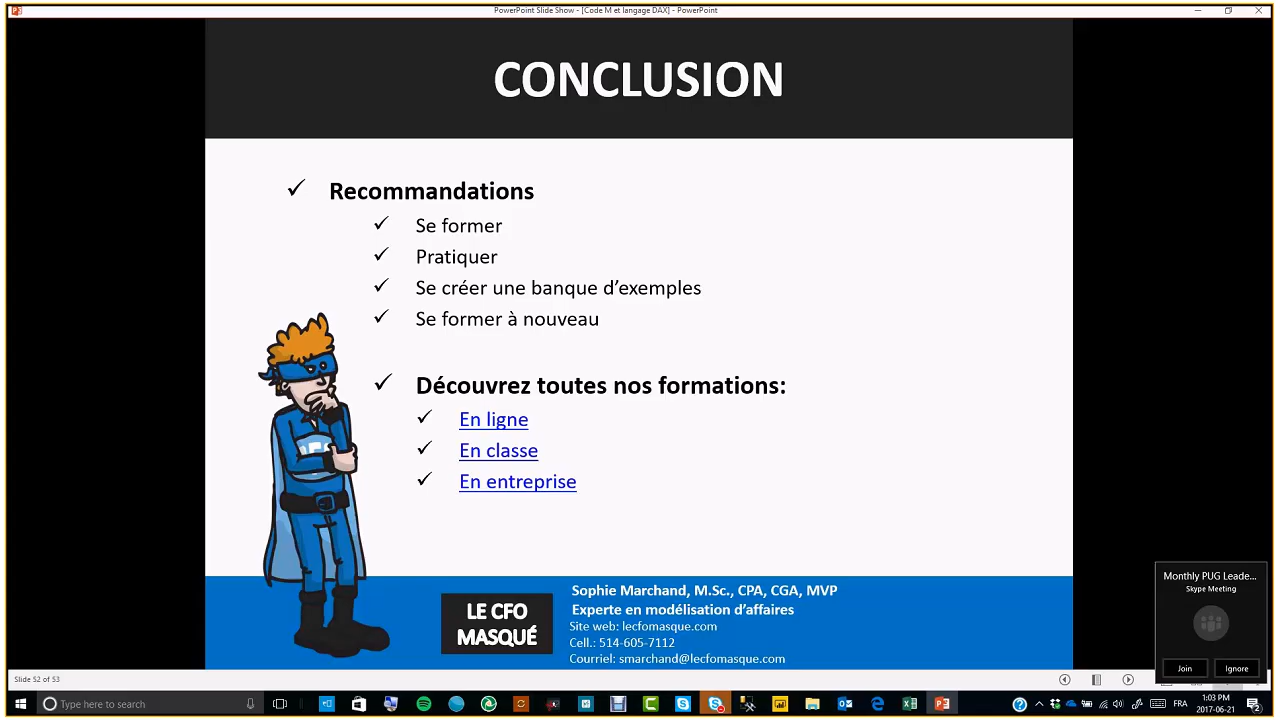 PowerPoint Slide Show - [Code M et langage DAX] - PowerPoint
CONCLUSION
Recommandations
Se former
Pratiquer
Se créer une banque d'exemples
Se former à nouveau
Découvrez toutes nos formations:
En ligne
En classe
En entreprise
LE CFO
MASQUÉ
Sophie Marchand, M.Sc., CPA, CGA, MVP
Experte en modélisation d'affaires
Site web: lecfomasque.com
Cell.: 514-605-7112
Courriel: smarchand@lecfomasque.com
Monthly PUG Leade...
Skype Meeting
Join
Ignore
Slide 52 of 53
Type here to search
FRA
1:03 PM
2017-06-21